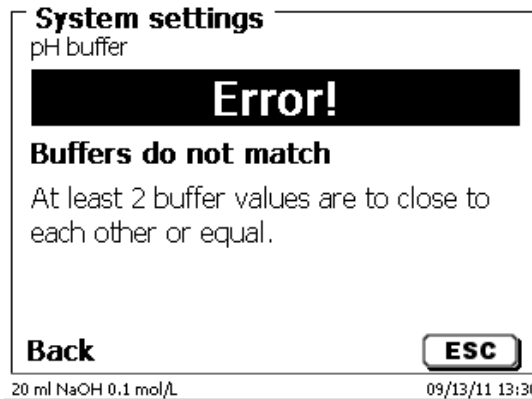 System settings
pH buffer
Error!
Buffers do not match
At least 2 buffer values are to close to
each other or equal.
Back ESC
20 ml NaOH 0.1 mol/L 09/13/11 13:30